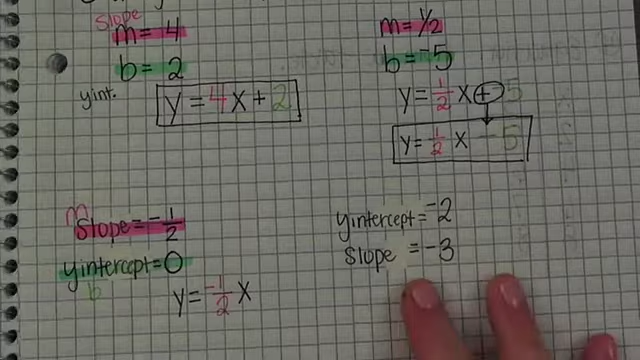 Slope
m = 4
b = 2
yint.
y = 4x + 2
m = 1/2
b = -5
y = 1/2 x + -5
y = 1/2 x - 5
m
Slope = -1/2
y intercept = 0
b
y = -1/2 x
y intercept = -2
Slope = -3